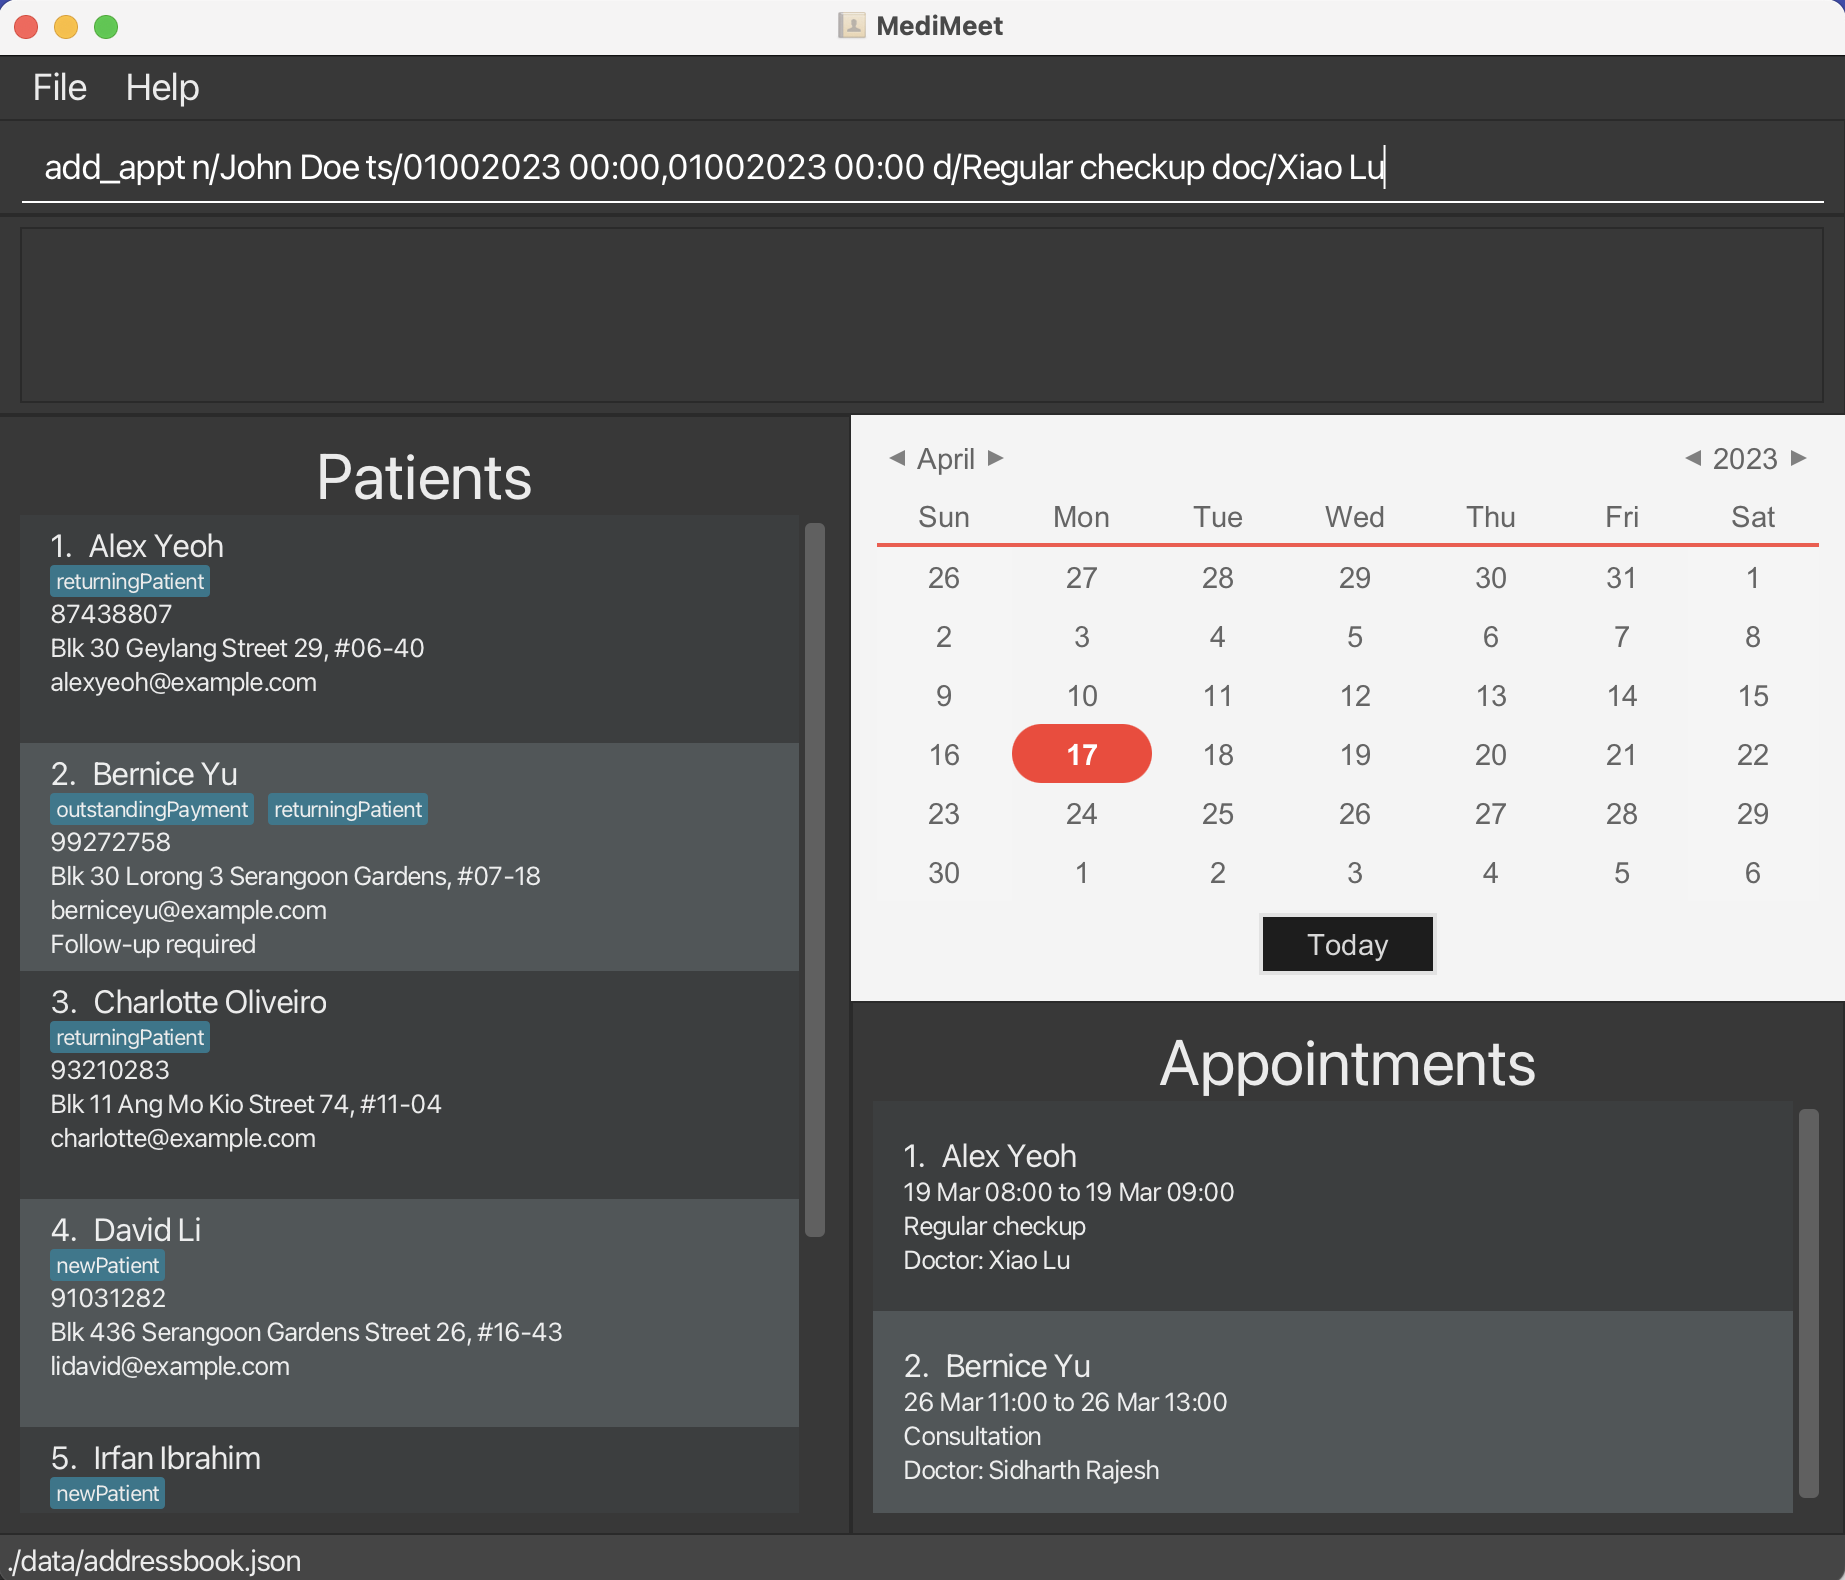 MediMeet
File Help
add_appt n/John Doe ts/01002023 00:00,01002023 00:00 d/Regular checkup doc/Xiao Lu
Patients
1. Alex Yeoh
returningPatient
87438807
Blk 30 Geylang Street 29, #06-40
alexyeoh@example.com
2. Bernice Yu
outstandingPayment returningPatient
99272758
Blk 30 Lorong 3 Serangoon Gardens, #07-18
berniceyu@example.com
Follow-up required
3. Charlotte Oliveiro
returningPatient
93210283
Blk 11 Ang Mo Kio Street 74, #11-04
charlotte@example.com
4. David Li
newPatient
91031282
Blk 436 Serangoon Gardens Street 26, #16-43
lidavid@example.com
5. Irfan Ibrahim
newPatient
April 2023
Sun Mon Tue Wed Thu Fri Sat
26 27 28 29 30 31 1
2 3 4 5 6 7 8
9 10 11 12 13 14 15
16 17 18 19 20 21 22
23 24 25 26 27 28 29
30 1 2 3 4 5 6
Today
Appointments
1. Alex Yeoh
19 Mar 08:00 to 19 Mar 09:00
Regular checkup
Doctor: Xiao Lu
2. Bernice Yu
26 Mar 11:00 to 26 Mar 13:00
Consultation
Doctor: Sidharth Rajesh
./data/addressbook.json